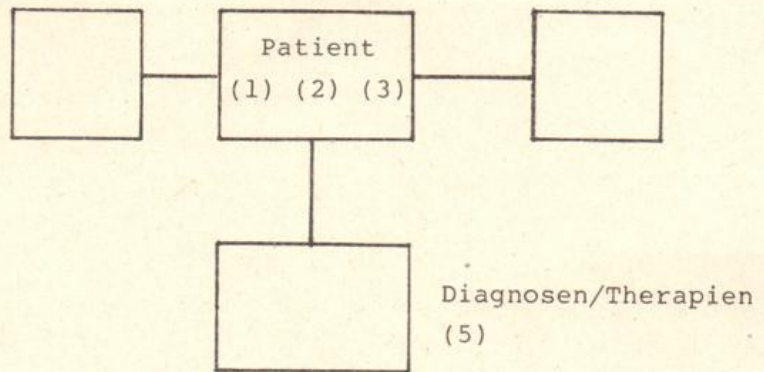 Patient
(1) (2) (3)
Diagnosen/Therapien
(5)